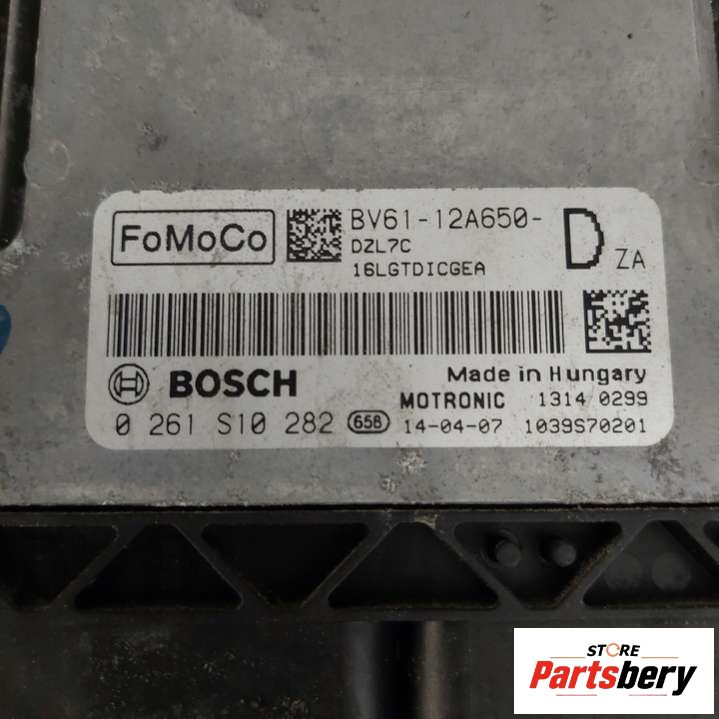 FoMoCo BV61-12A650- D ZA
DZL7C
16LGTDICGEA
BOSCH Made in Hungary
MOTRONIC 1314 0299
0 261 S10 282 658 14-04-07 1039S70201
STORE
Partsbery